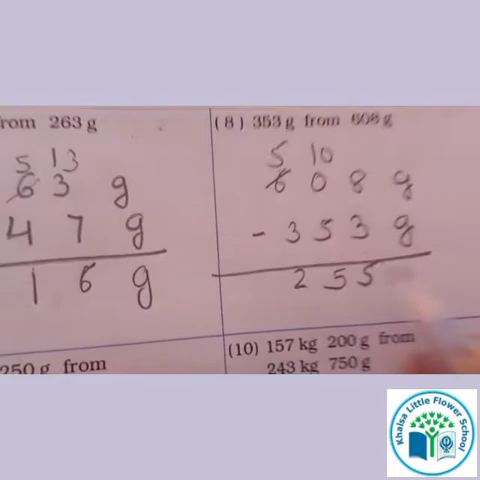 rom 263 g
5 13
6 3 g
4 7 g
1 6 g
(8) 353 g from 608 g
5 10
6 0 8 g
- 3 5 3 g
2 5 5
250 g from
(10) 157 kg 200 g from
243 kg 750 g
Khalsa Little Flower School